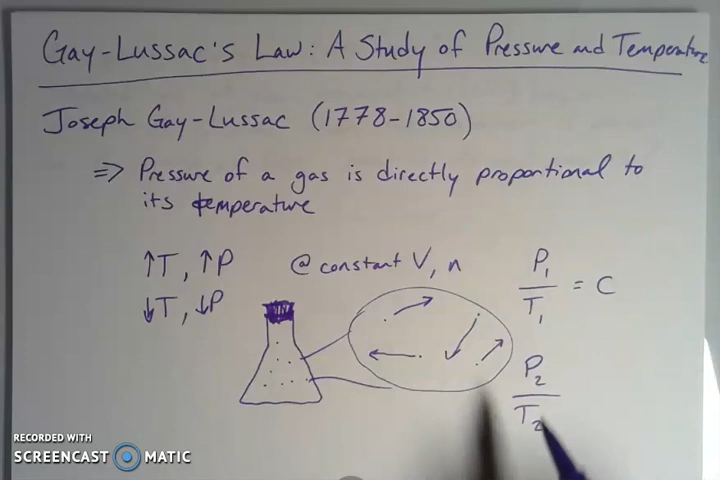 Gay-Lussac's Law: A Study of Pressure and Temperature
Joseph Gay-Lussac (1778-1850)
⇒ Pressure of a gas is directly proportional to
its temperature
↑T, ↑P @ constant V, n
↓T, ↓P
P₁/T₁ = C
P₂/T₂
RECORDED WITH
SCREENCAST MATIC